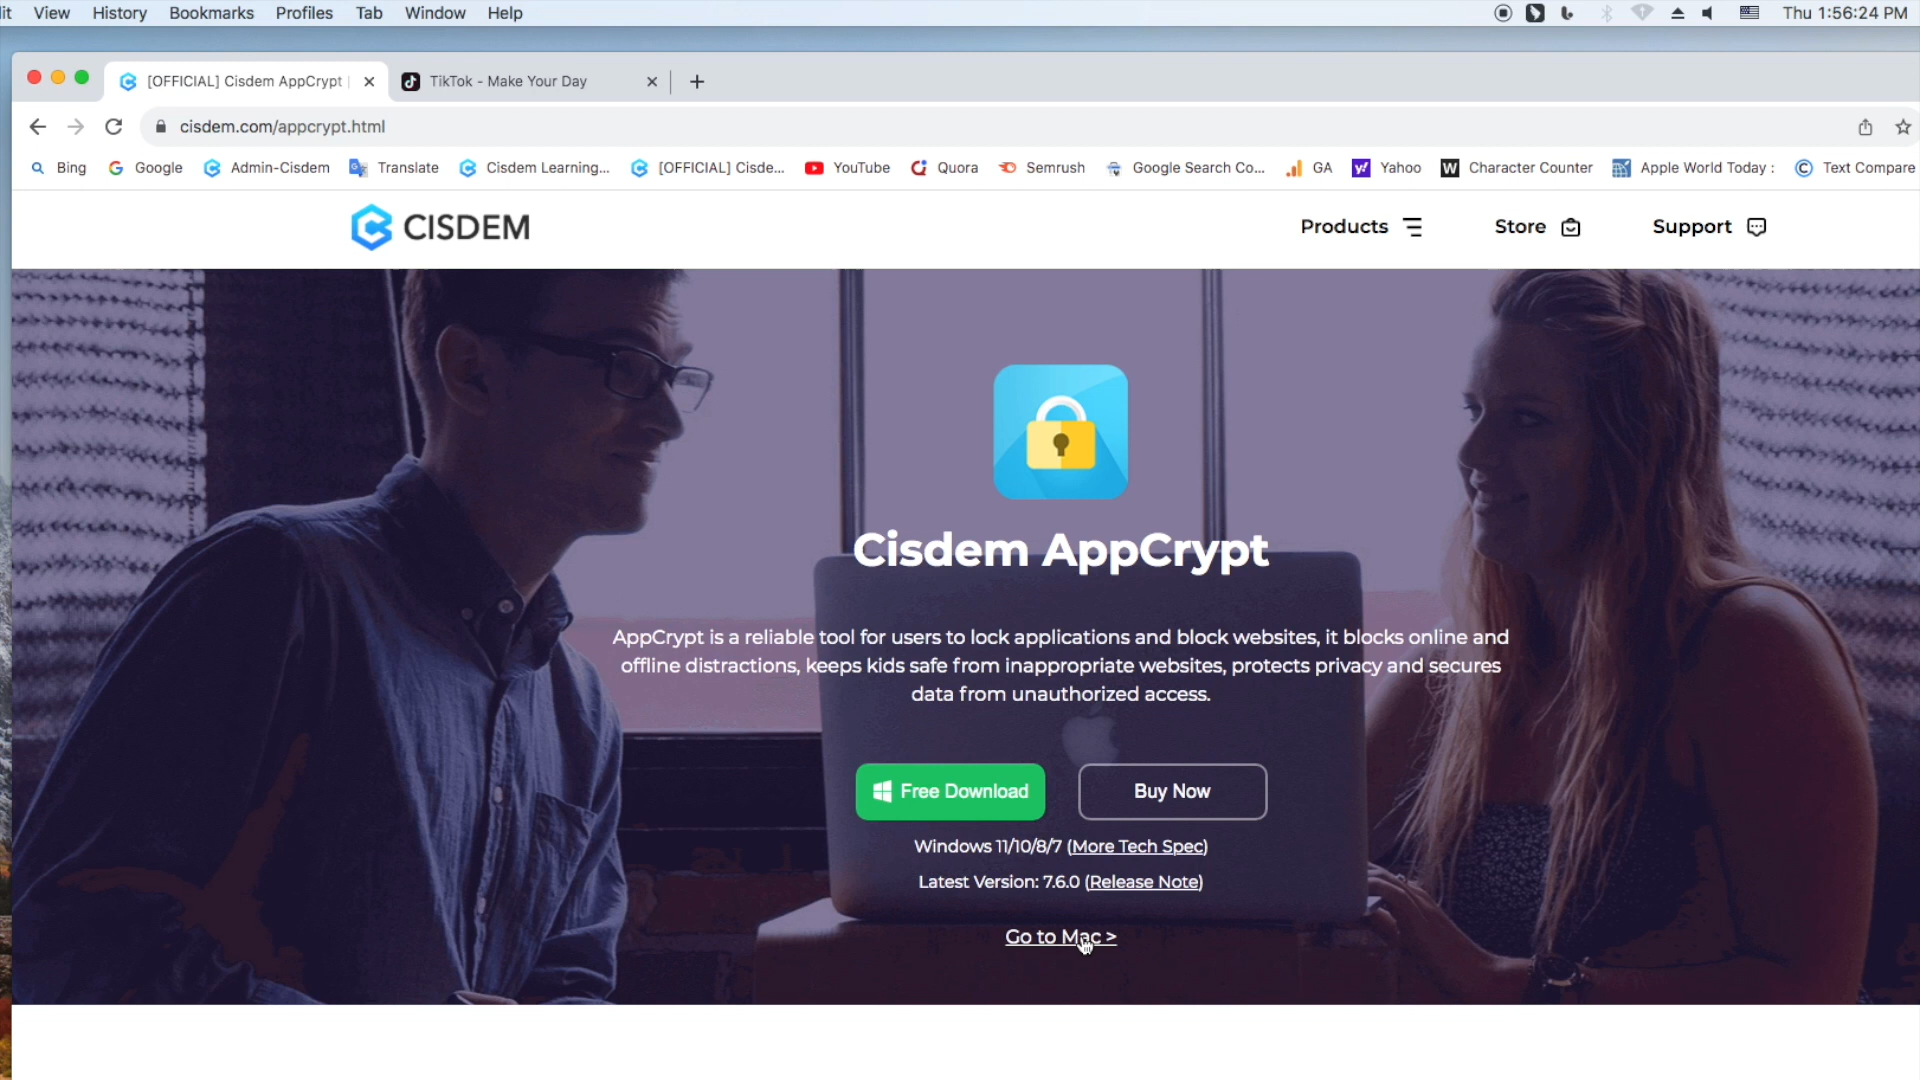 it View History Bookmarks Profiles Tab Window Help Thu 1:56:24 PM
[OFFICIAL] Cisdem AppCrypt | TikTok - Make Your Day
cisdem.com/appcrypt.html
Bing Google Admin-Cisdem Translate Cisdem Learning... [OFFICIAL] Cisde... YouTube Quora Semrush Google Search Co... GA Yahoo Character Counter Apple World Today : Text Compare
CISDEM Products Store Support
Cisdem AppCrypt
AppCrypt is a reliable tool for users to lock applications and block websites, it blocks online and
offline distractions, keeps kids safe from inappropriate websites, protects privacy and secures
data from unauthorized access.
Free Download Buy Now
Windows 11/10/8/7 (More Tech Spec)
Latest Version: 7.6.0 (Release Note)
Go to Mac >